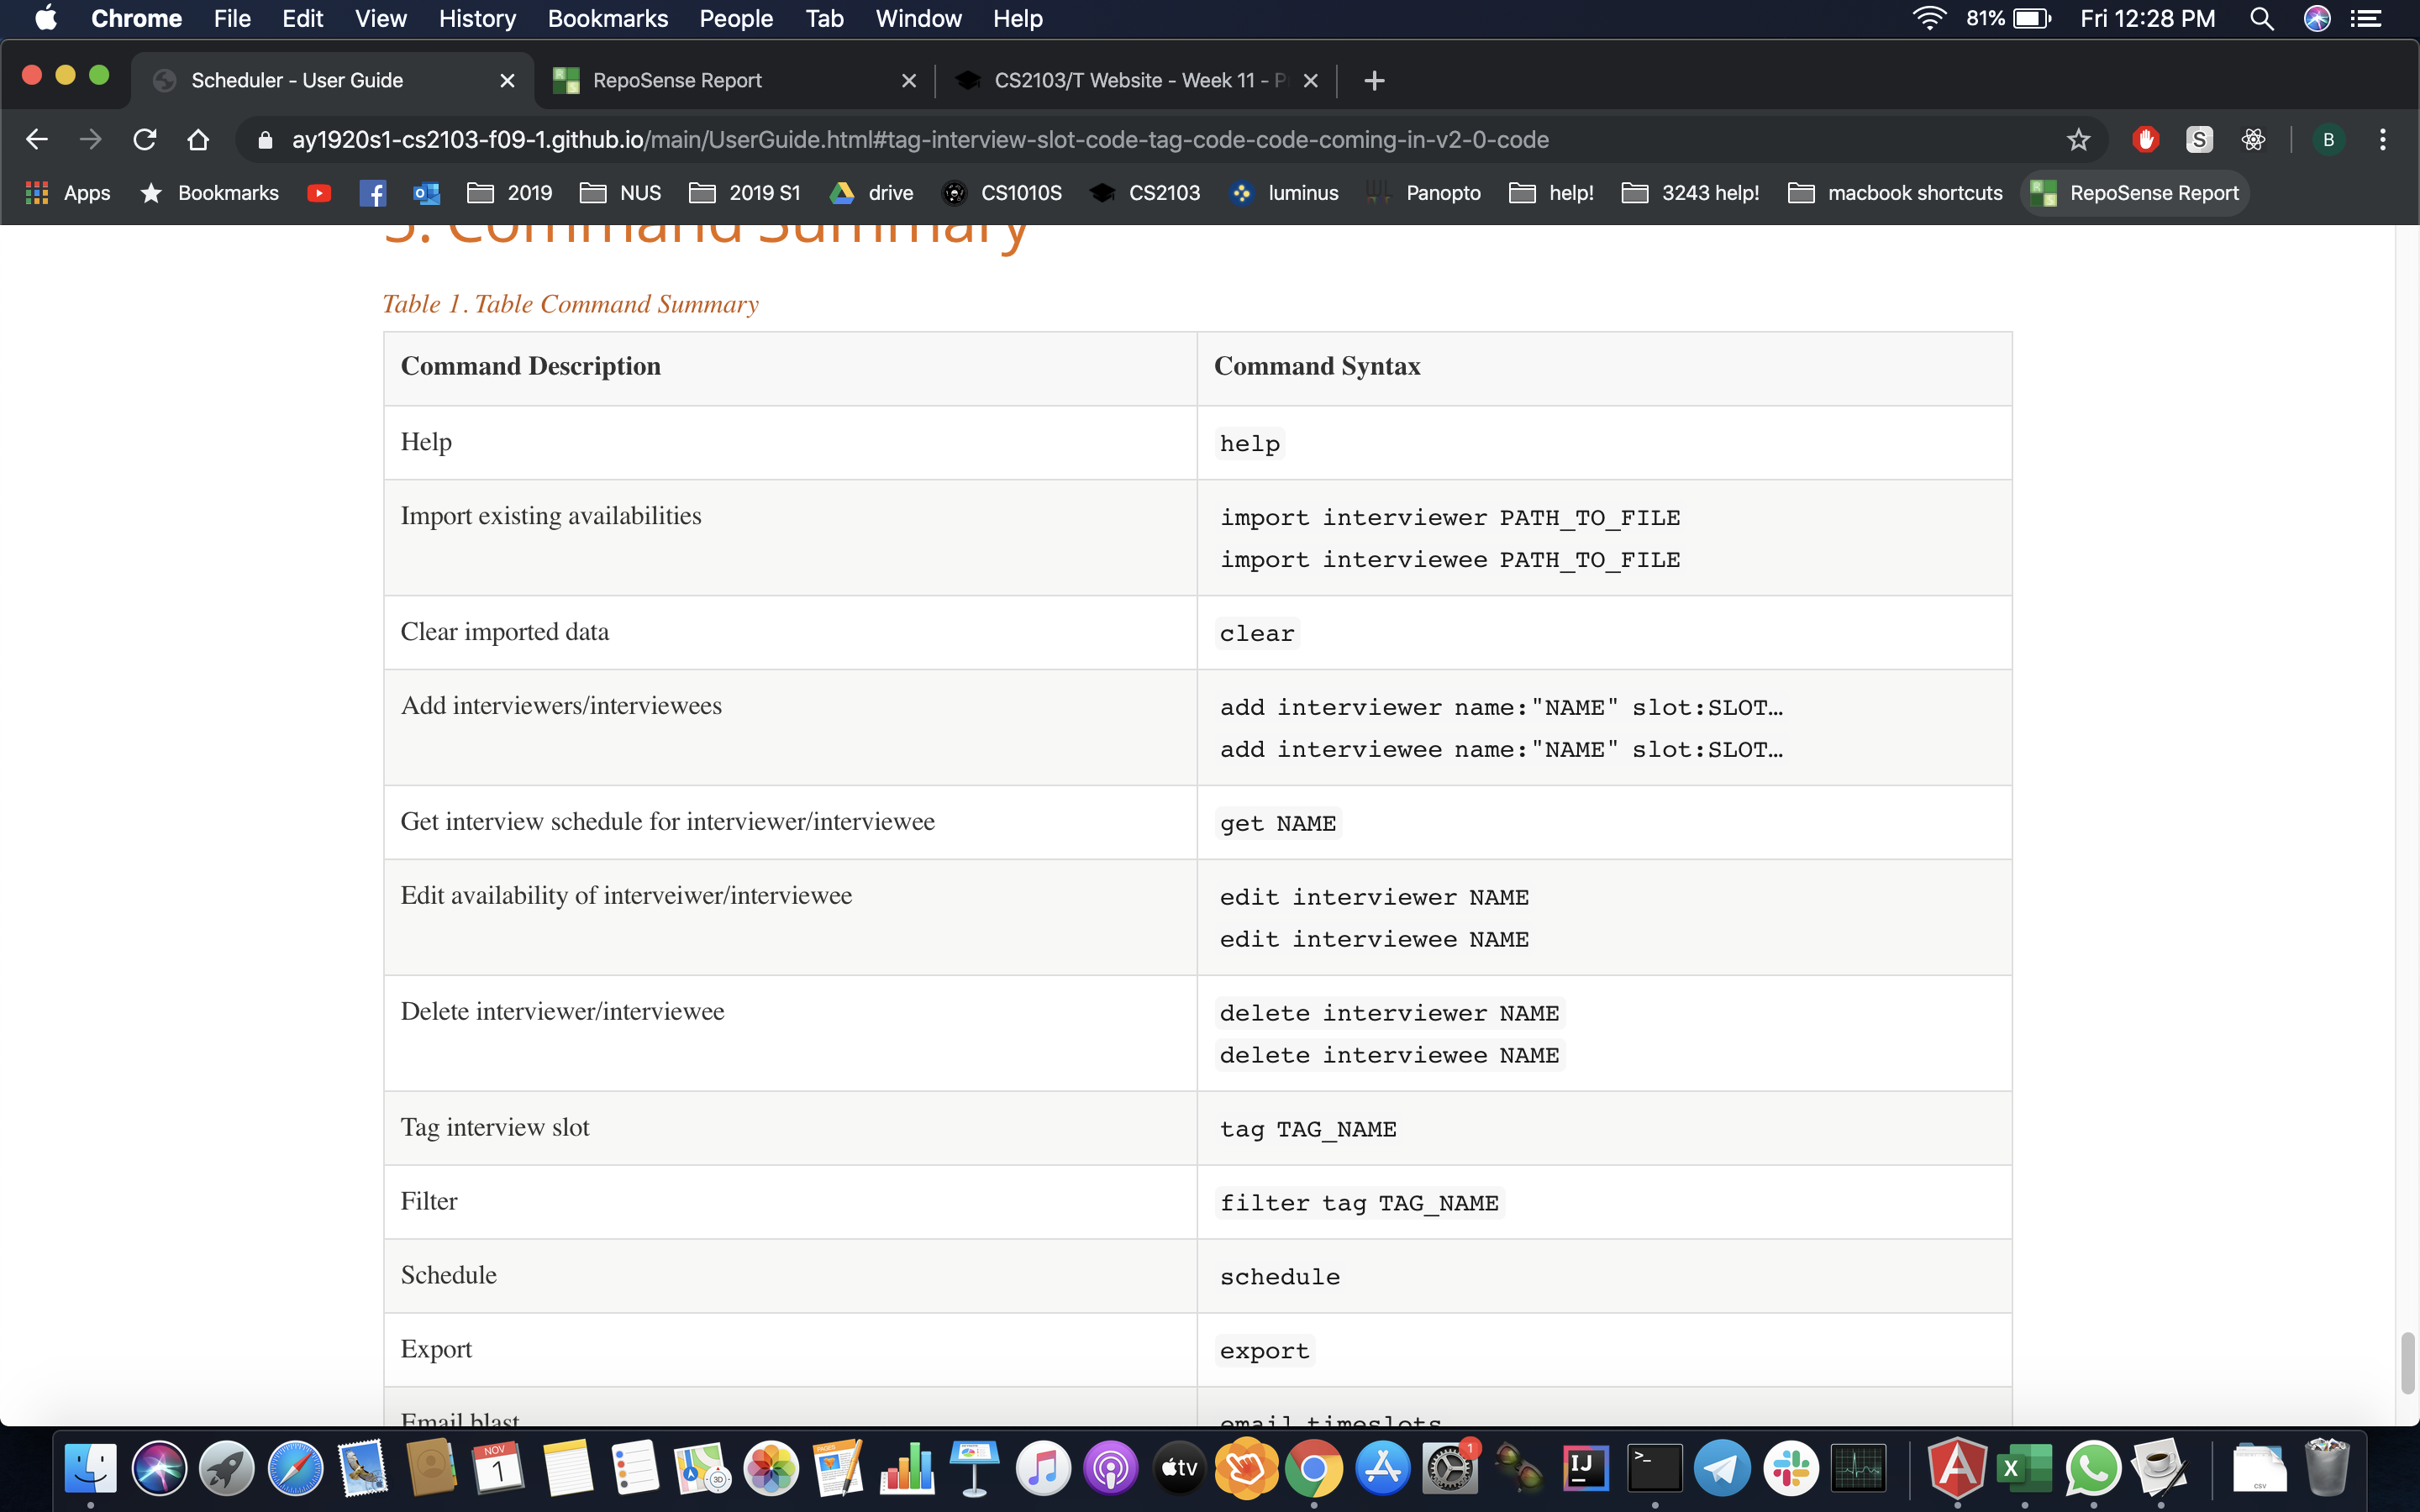 Chrome File Edit View History Bookmarks People Tab Window Help 81% Fri 12:28 PM
Scheduler - User Guide RepoSense Report CS2103/T Website - Week 11 - P
ay1920s1-cs2103-f09-1.github.io/main/UserGuide.html#tag-interview-slot-code-tag-code-code-coming-in-v2-0-code S B
Apps Bookmarks 2019 NUS 2019 S1 drive CS1010S CS2103 luminus Panopto help! 3243 help! macbook shortcuts RepoSense Report
5. Command Summary
Table 1. Table Command Summary
Command Description Command Syntax
Help help
Import existing availabilities import interviewer PATH_TO_FILE
import interviewee PATH_TO_FILE
Clear imported data clear
Add interviewers/interviewees add interviewer name:"NAME" slot:SLOT…
add interviewee name:"NAME" slot:SLOT…
Get interview schedule for interviewer/interviewee get NAME
Edit availability of interveiwer/interviewee edit interviewer NAME
edit interviewee NAME
Delete interviewer/interviewee delete interviewer NAME
delete interviewee NAME
Tag interview slot tag TAG_NAME
Filter filter tag TAG_NAME
Schedule schedule
Export export
Email blast email timeslots
NOV
1
PAGES
3D
tv
1
IJ
>_
X
CSV